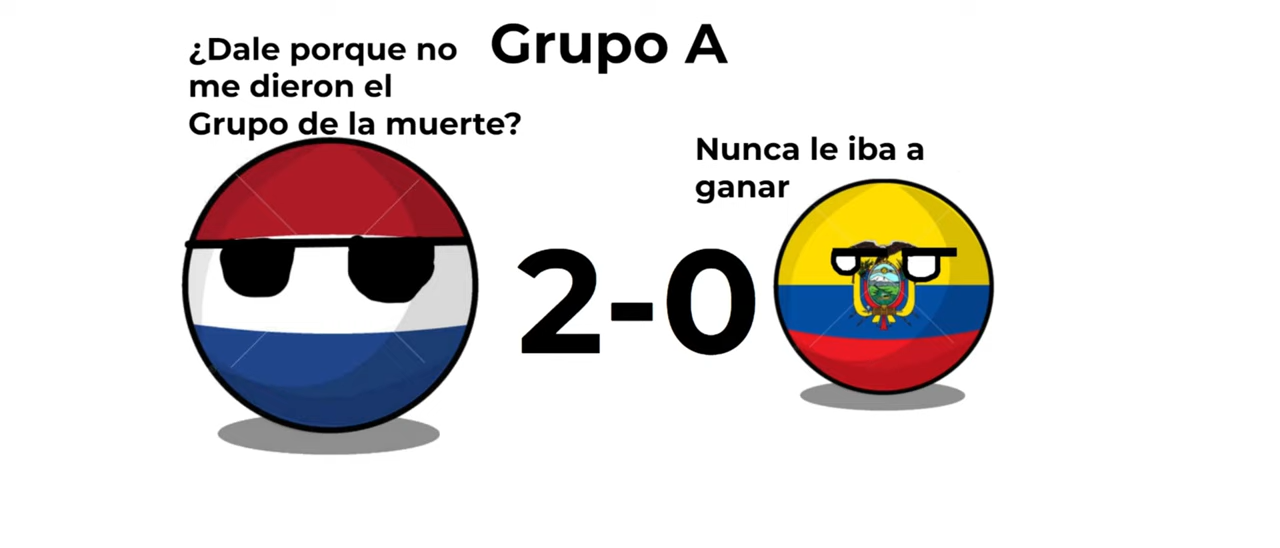 Grupo A
¿Dale porque no
me dieron el
Grupo de la muerte?
Nunca le iba a
ganar
2-0